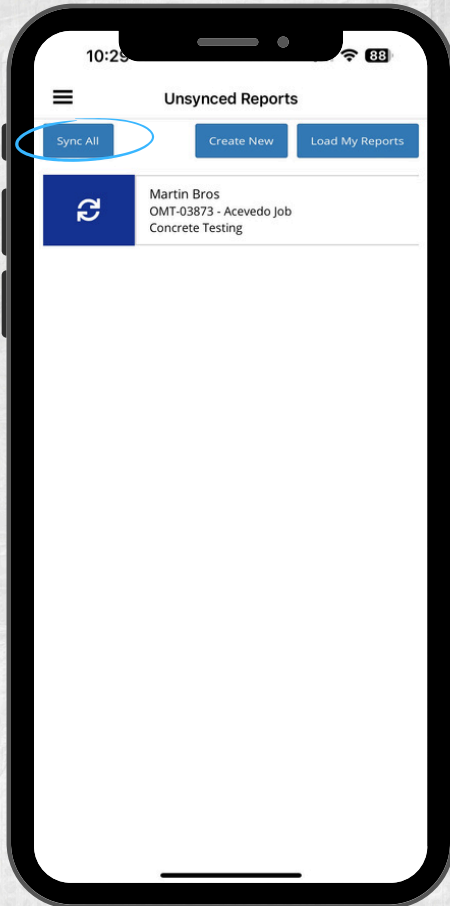 10:29
88
Unsynced Reports
Sync All
Create New
Load My Reports
Martin Bros
OMT-03873 - Acevedo Job
Concrete Testing